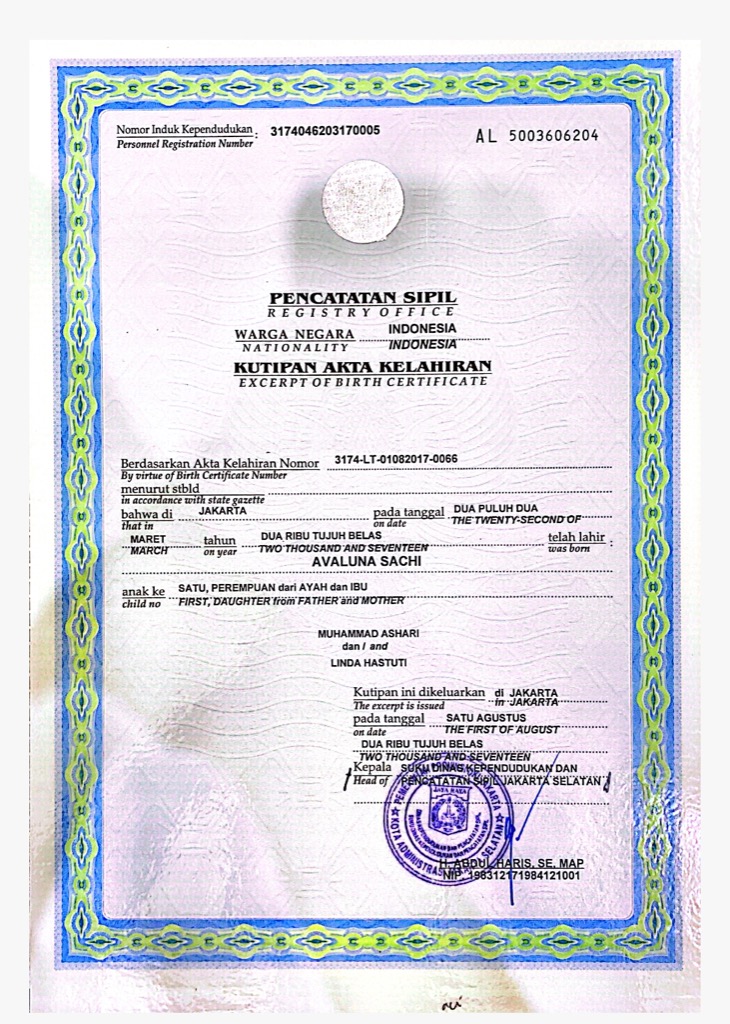 Nomor Induk Kependudukan : 3174046203170005
Personnel Registration Number
AL 5003606204
PENCATATAN SIPIL
REGISTRY OFFICE
WARGA NEGARA INDONESIA
NATIONALITY INDONESIA
KUTIPAN AKTA KELAHIRAN
EXCERPT OF BIRTH CERTIFICATE
Berdasarkan Akta Kelahiran Nomor 3174-LT-01082017-0066
By virtue of Birth Certificate Number
menurut stbld
in accordance with state gazette
bahwa di JAKARTA pada tanggal DUA PULUH DUA
that in on date THE TWENTY-SECOND OF
MARET tahun DUA RIBU TUJUH BELAS telah lahir :
MARCH on year TWO THOUSAND AND SEVENTEEN was born
AVALUNA SACHI
anak ke SATU, PEREMPUAN dari AYAH dan IBU
child no FIRST, DAUGHTER from FATHER and MOTHER
MUHAMMAD ASHARI
dan / and
LINDA HASTUTI
Kutipan ini dikeluarkan di JAKARTA
The excerpt is issued in JAKARTA
pada tanggal SATU AGUSTUS
on date THE FIRST OF AUGUST
DUA RIBU TUJUH BELAS
TWO THOUSAND AND SEVENTEEN
Kepala SUKU DINAS KEPENDUDUKAN DAN
Head of PENCATATAN SIPIL JAKARTA SELATAN
JAYA RAYA
KOTA ADMINISTRASI SELATAN
H. ABDUL HARIS, SE, MAP
NIP. 198312171984121001